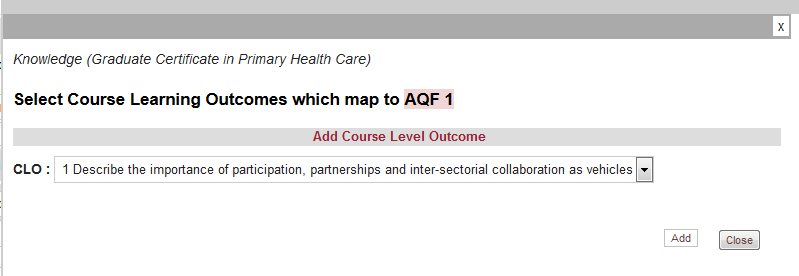 x
Knowledge (Graduate Certificate in Primary Health Care)
Select Course Learning Outcomes which map to AQF 1
Add Course Level Outcome
CLO : 1 Describe the importance of participation, partnerships and inter-sectorial collaboration as vehicles
Add Close